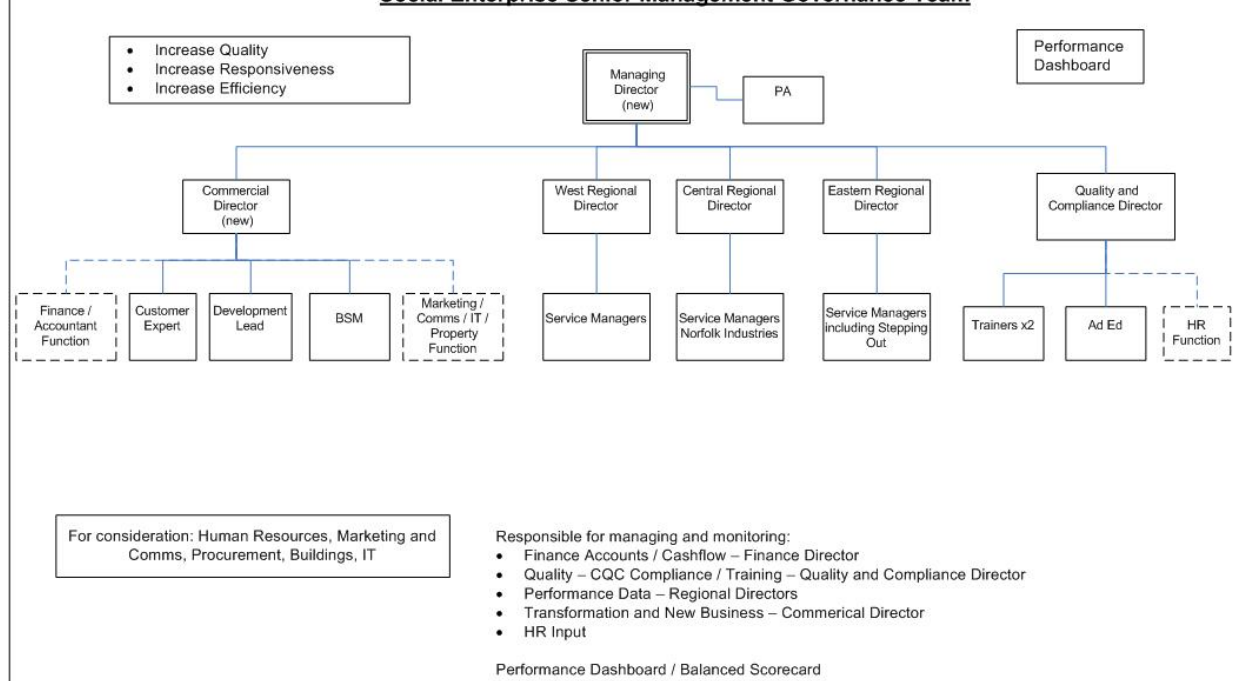 Social Enterprise Senior Management Governance Team
• Increase Quality
• Increase Responsiveness
• Increase Efficiency
Performance
Dashboard
Managing
Director
(new)
PA
Commercial
Director
(new)
West Regional
Director
Central Regional
Director
Eastern Regional
Director
Quality and
Compliance Director
Finance /
Accountant
Function
Customer
Expert
Development
Lead
BSM
Marketing /
Comms / IT /
Property
Function
Service Managers
Service Managers
Norfolk Industries
Service Managers
including Stepping
Out
Trainers x2
Ad Ed
HR
Function
For consideration: Human Resources, Marketing and
Comms, Procurement, Buildings, IT
Responsible for managing and monitoring:
• Finance Accounts / Cashflow – Finance Director
• Quality – CQC Compliance / Training – Quality and Compliance Director
• Performance Data – Regional Directors
• Transformation and New Business – Commerical Director
• HR Input
Performance Dashboard / Balanced Scorecard